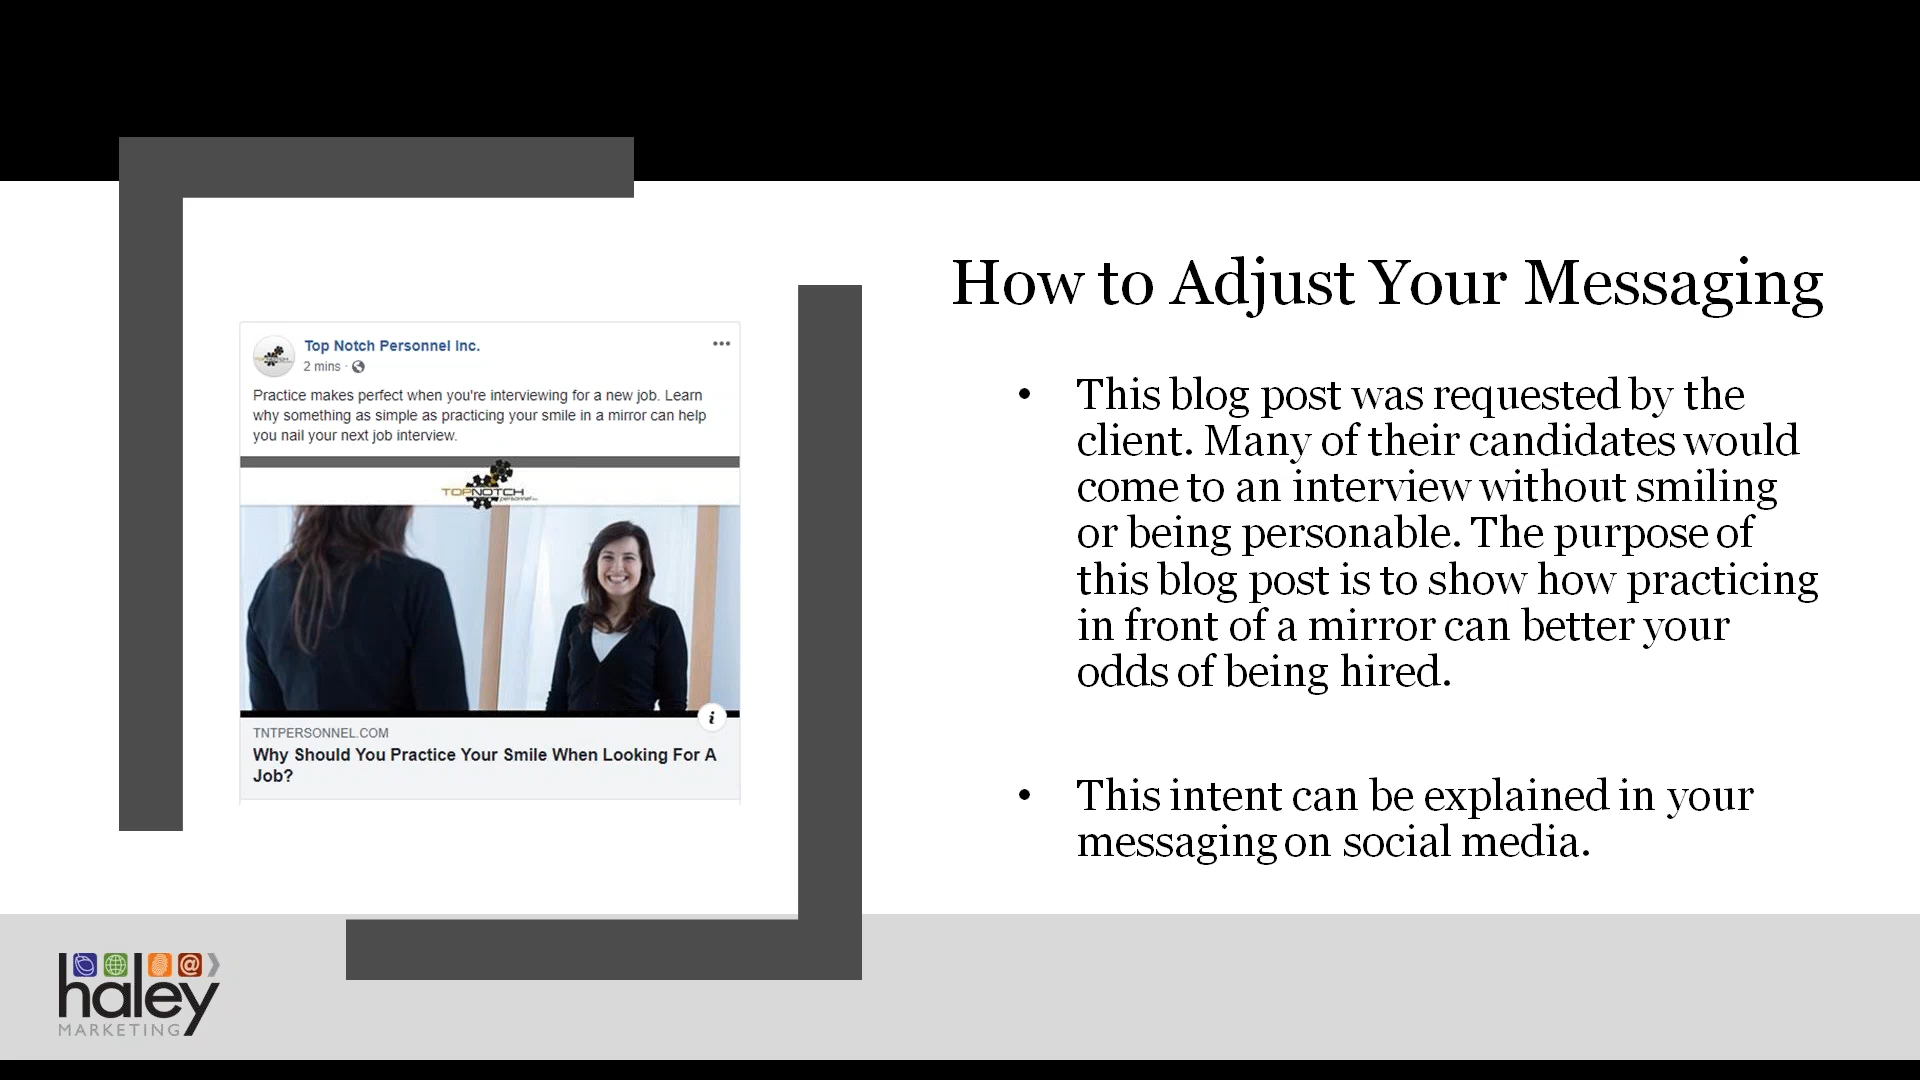 How to Adjust Your Messaging
Top Notch Personnel Inc.
2 mins ·
Practice makes perfect when you're interviewing for a new job. Learn
why something as simple as practicing your smile in a mirror can help
you nail your next job interview.
TOPNOTCH
personnel inc.
i
TNTPERSONNEL.COM
Why Should You Practice Your Smile When Looking For A
Job?
• This blog post was requested by the
client. Many of their candidates would
come to an interview without smiling
or being personable. The purpose of
this blog post is to show how practicing
in front of a mirror can better your
odds of being hired.
• This intent can be explained in your
messaging on social media.
haley
MARKETING